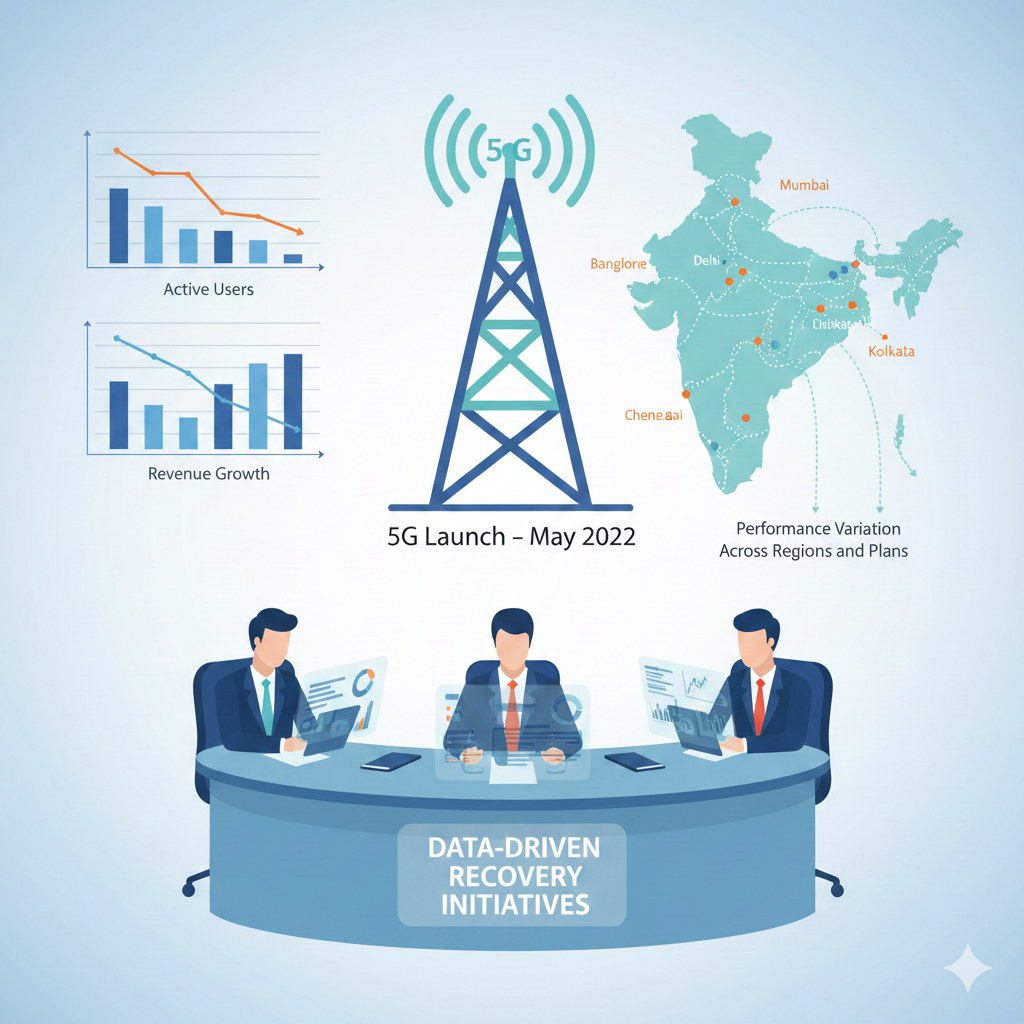 5G
Mumbai
Banglore
Delhi
Active Users
Kolkata
Revenue Growth
5G Launch – May 2022
Performance Variation
Across Regions and Plans
DATA-DRIVEN
RECOVERY
INITIATIVES